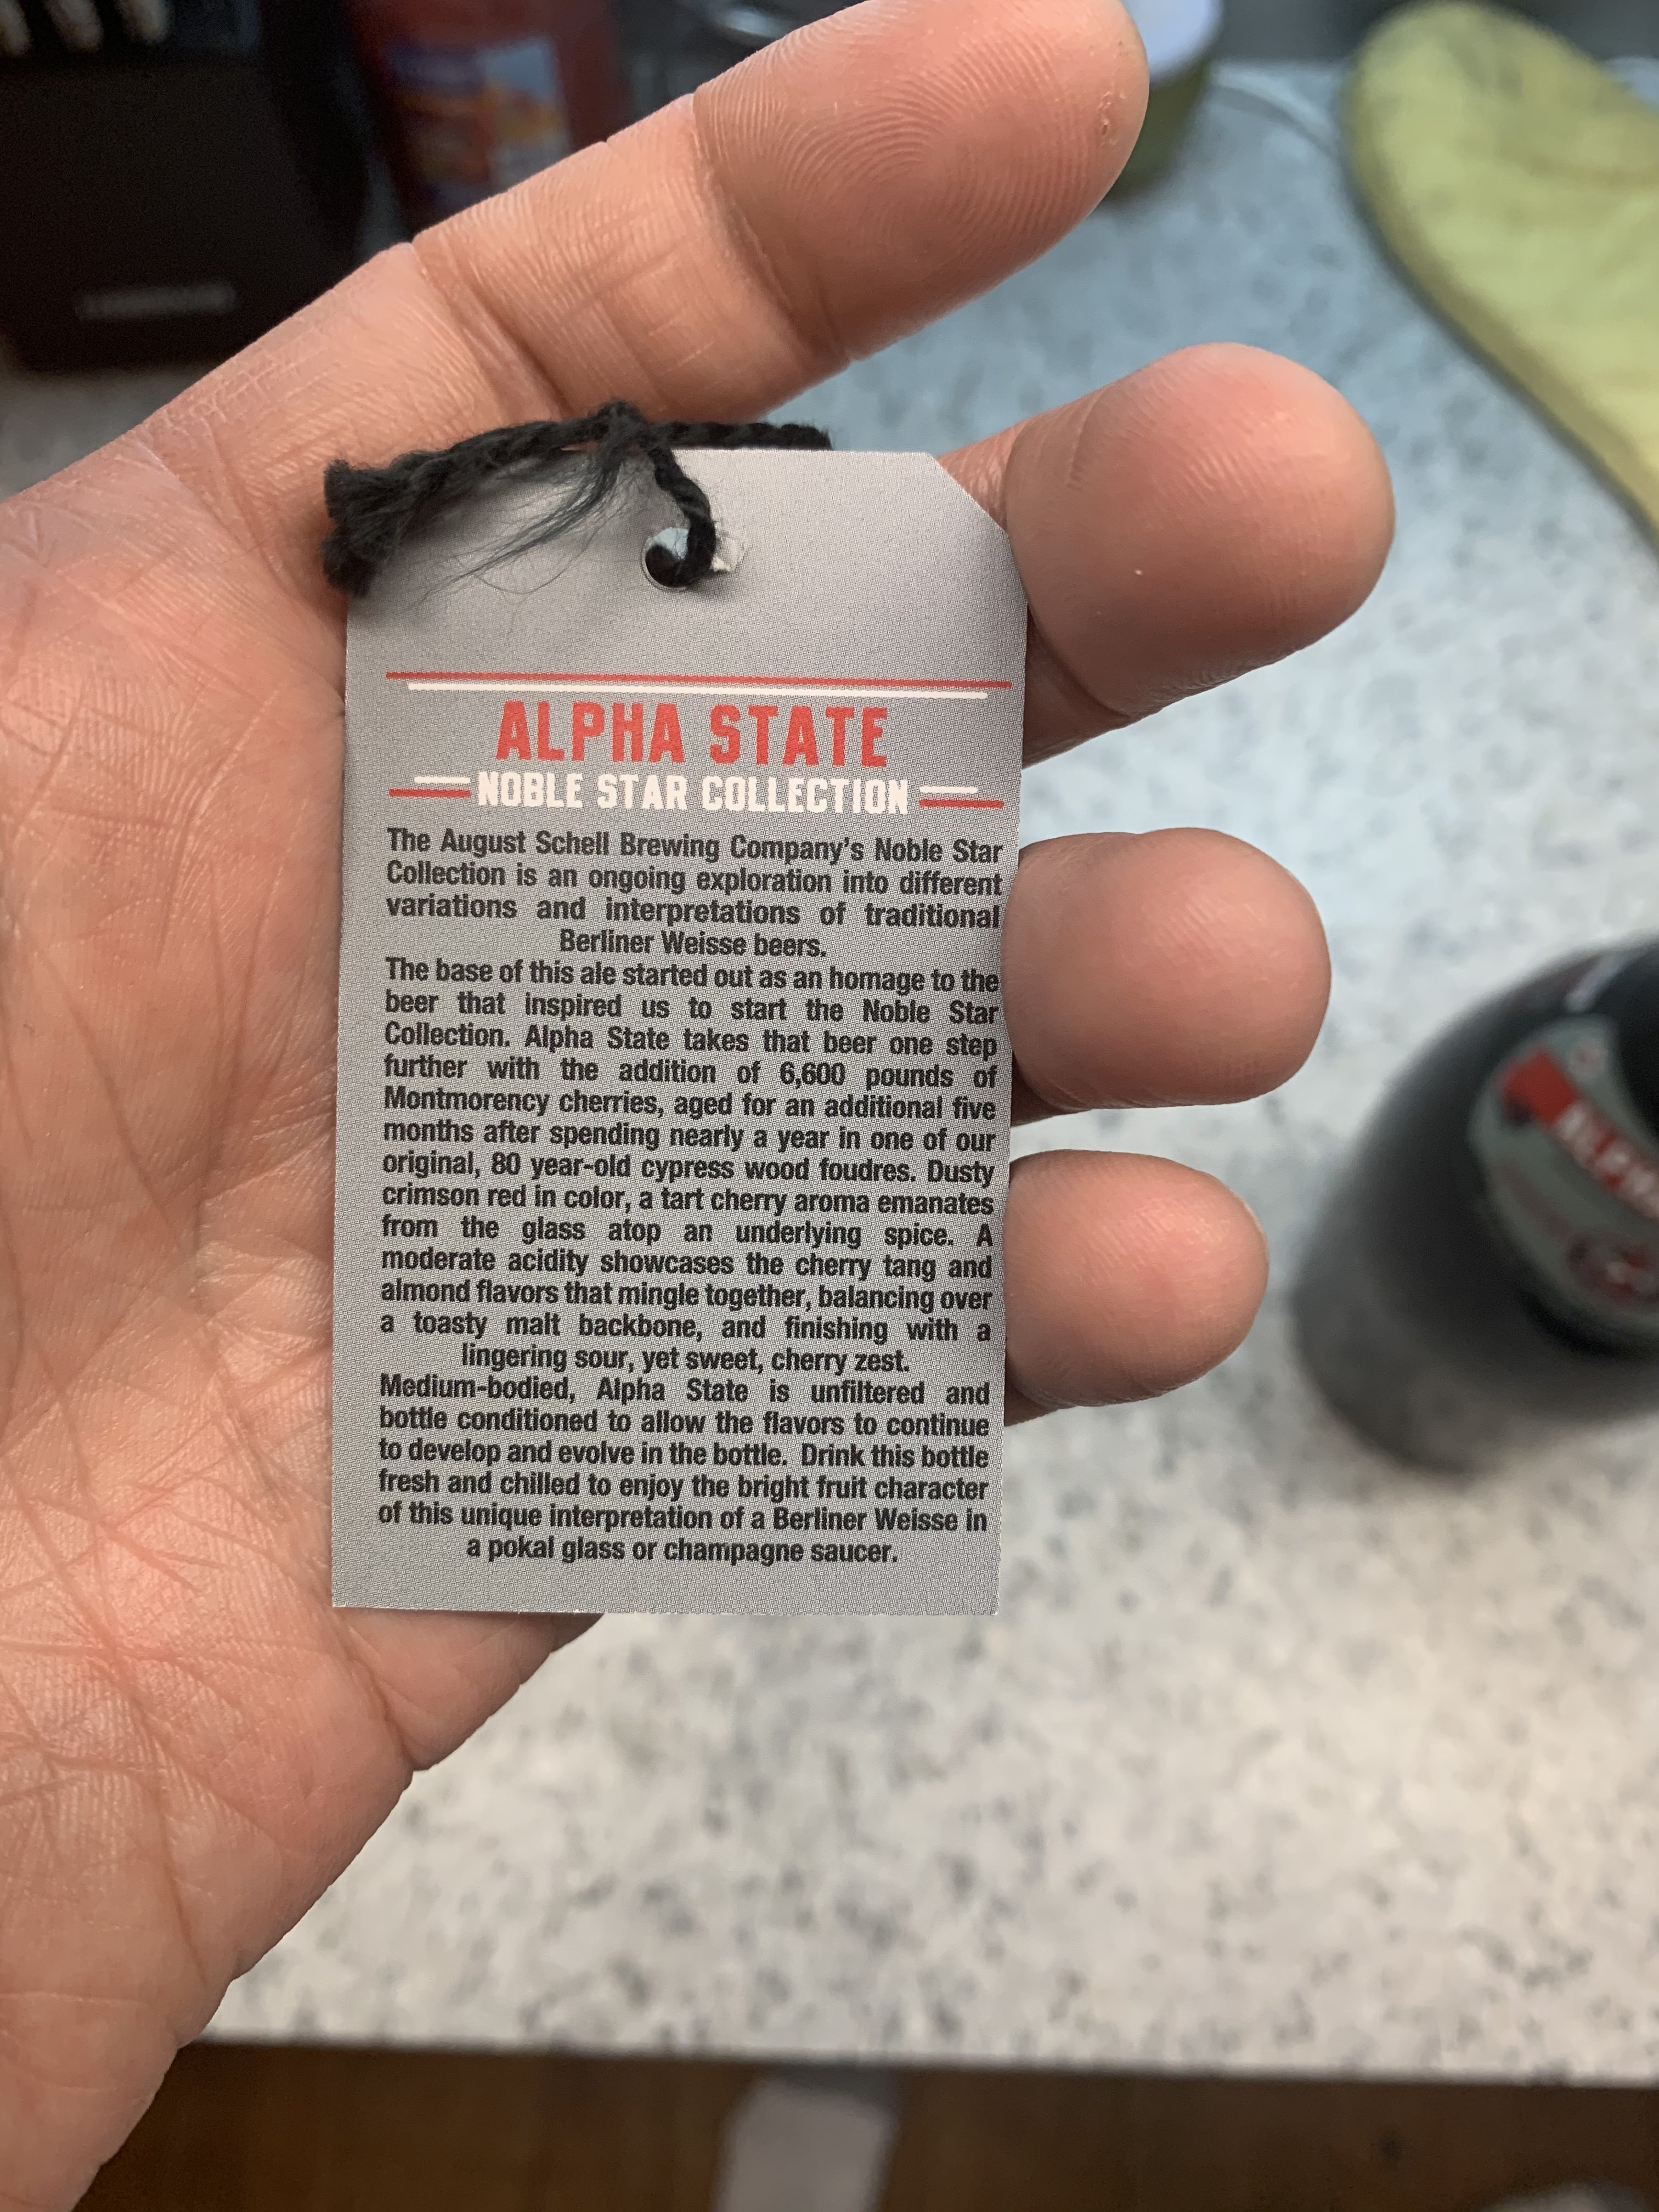 ALPHA STATE
NOBLE STAR COLLECTION
The August Schell Brewing Company's Noble Star
Collection is an ongoing exploration into different
variations and interpretations of traditional
Berliner Weisse beers.
The base of this ale started out as an homage to the
beer that inspired us to start the Noble Star
Collection. Alpha State takes that beer one step
further with the addition of 6,600 pounds of
Montmorency cherries, aged for an additional five
months after spending nearly a year in one of our
original, 80 year-old cypress wood foudres. Dusty
crimson red in color, a tart cherry aroma emanates
from the glass atop an underlying spice. A
moderate acidity showcases the cherry tang and
almond flavors that mingle together, balancing over
a toasty malt backbone, and finishing with a
lingering sour, yet sweet, cherry zest.
Medium-bodied, Alpha State is unfiltered and
bottle conditioned to allow the flavors to continue
to develop and evolve in the bottle. Drink this bottle
fresh and chilled to enjoy the bright fruit character
of this unique interpretation of a Berliner Weisse in
a pokal glass or champagne saucer.